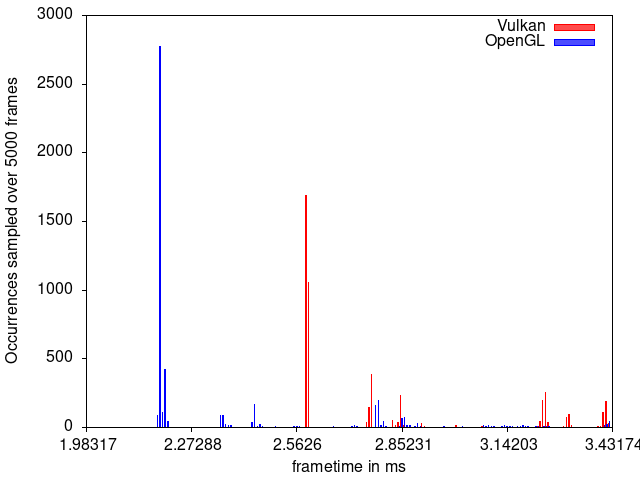 Vulkan
OpenGL
Occurrences sampled over 5000 frames
3000
2500
2000
1500
1000
500
0
1.98317 2.27288 2.5626 2.85231 3.14203 3.43174
frametime in ms